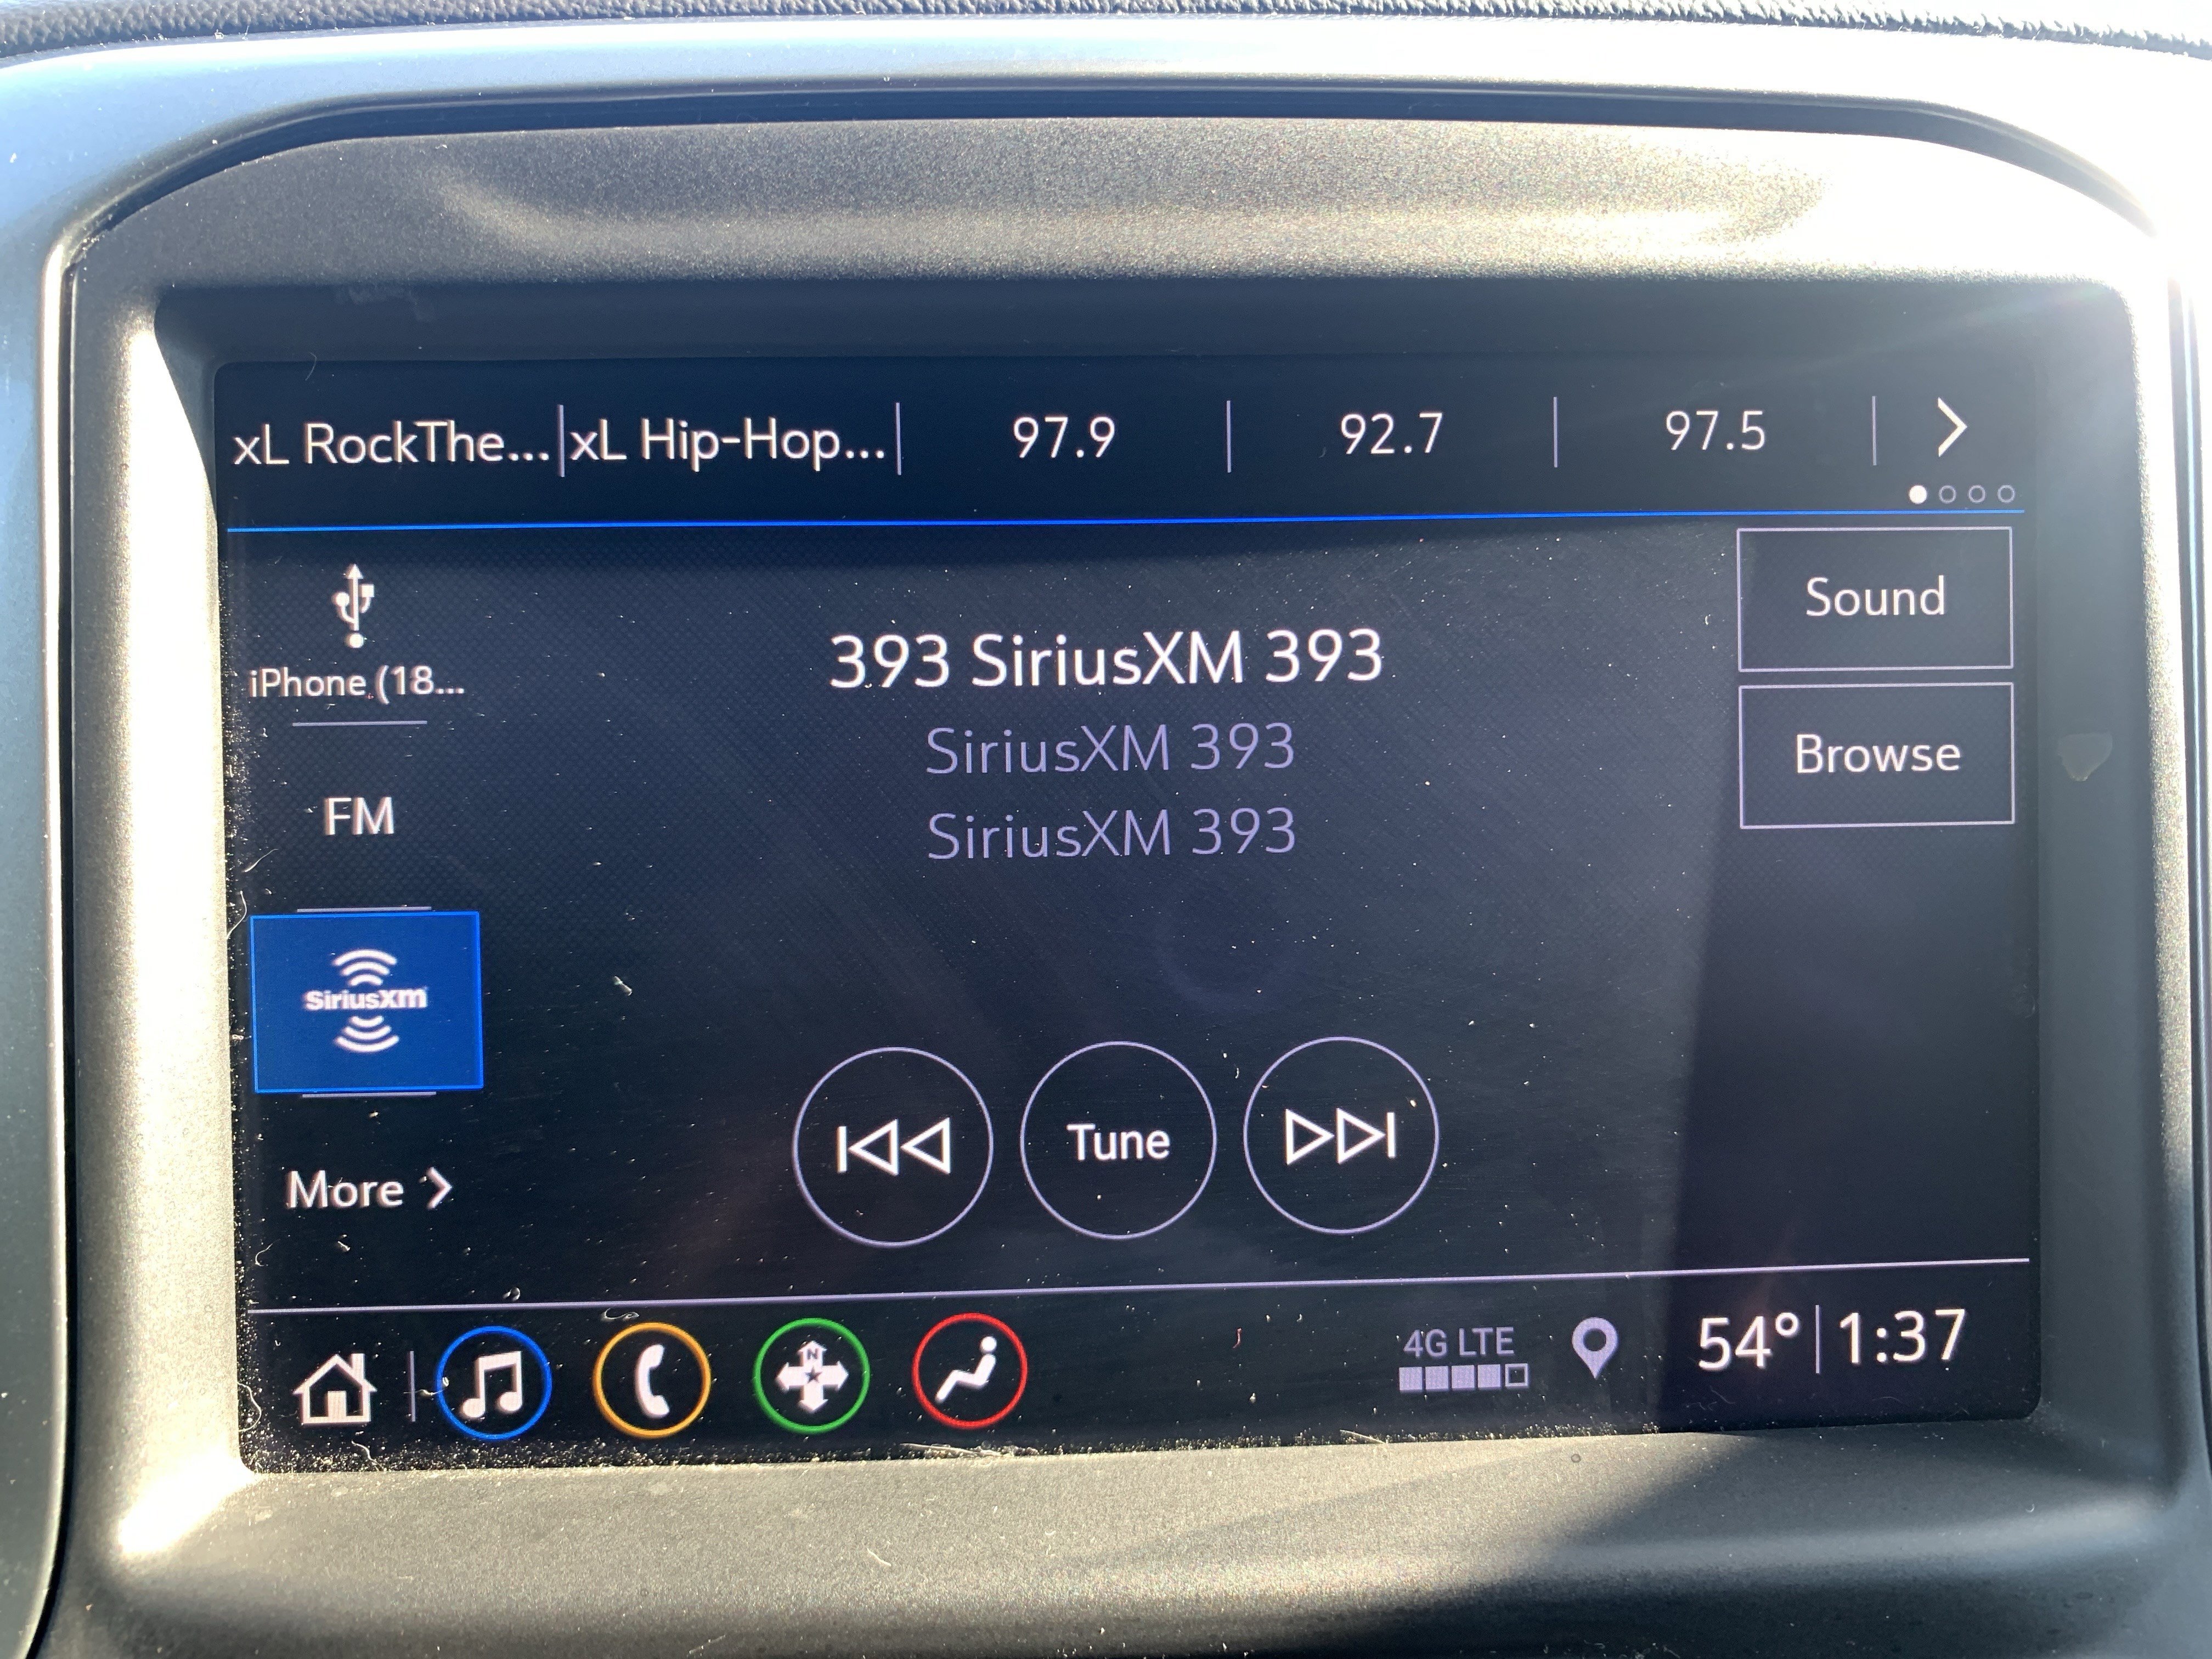 xL RockThe... xL Hip-Hop... 97.9 92.7 97.5
iPhone (18...
FM
SiriusXM
More
393 SiriusXM 393
SiriusXM 393
SiriusXM 393
Sound
Browse
Tune
N
4G LTE
54° 1:37